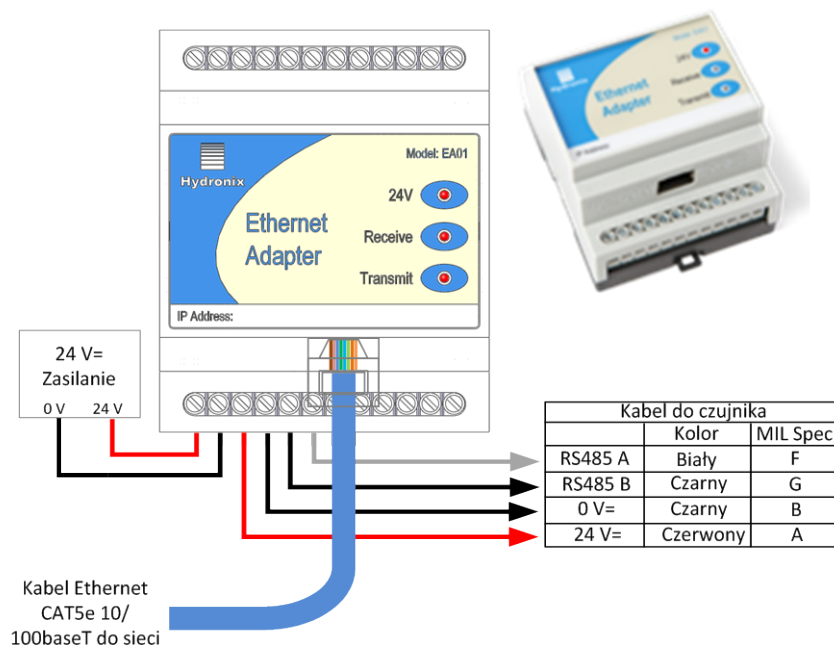 Hydronix
Model: EA01
24V
Ethernet
Adapter
Receive
Transmit
IP Address:
Hydronix
Ethernet
Adapter
24V
Receive
Transmit
IP Address:
24 V=
Zasilanie
0 V 24 V
Kabel do czujnika
Kolor MIL Spec
RS485 A Biały F
RS485 B Czarny G
0 V= Czarny B
24 V= Czerwony A
Kabel Ethernet
CAT5e 10/
100baseT do sieci